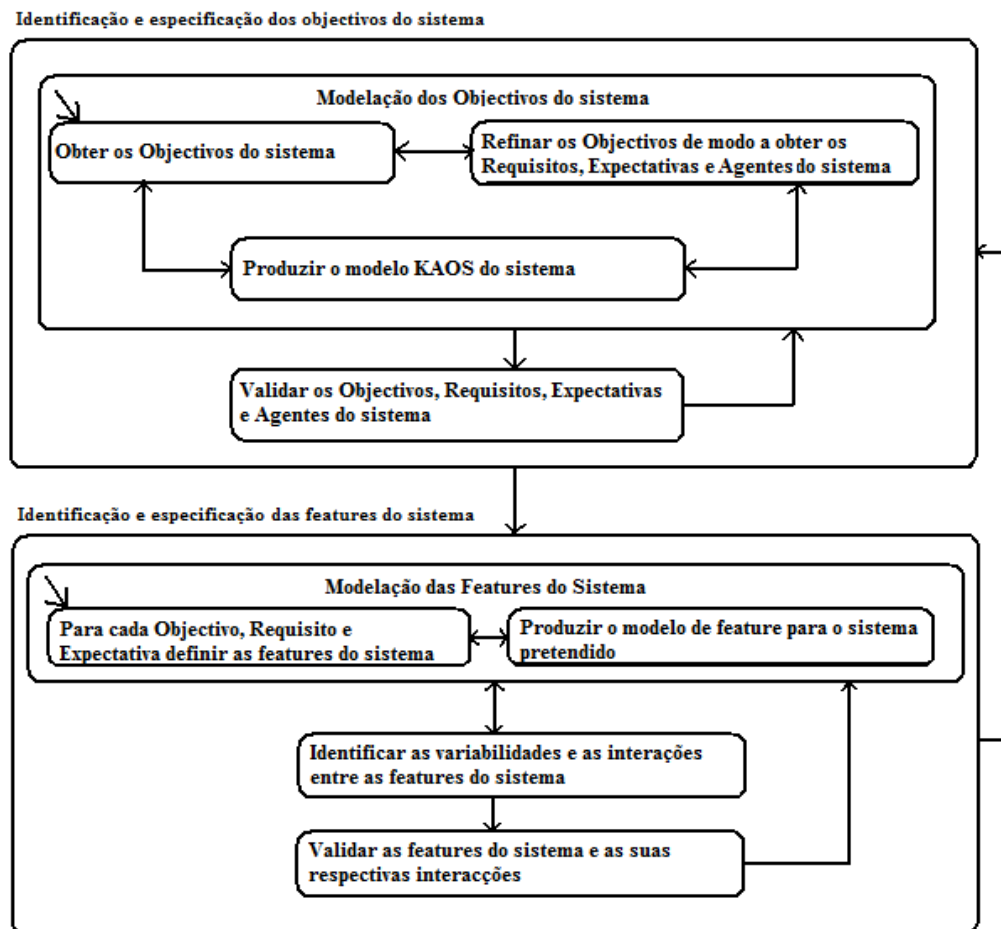 Identificação e especificação dos objectivos do sistema
Modelação dos Objectivos do sistema
Obter os Objectivos do sistema
Refinar os Objectivos de modo a obter os
Requisitos, Expectativas e Agentes do sistema
Produzir o modelo KAOS do sistema
Validar os Objectivos, Requisitos, Expectativas
e Agentes do sistema
Identificação e especificação das features do sistema
Modelação das Features do Sistema
Para cada Objectivo, Requisito e
Expectativa definir as features do sistema
Produzir o modelo de feature para o sistema
pretendido
Identificar as variabilidades e as interações
entre as features do sistema
Validar as features do sistema e as suas
respectivas interacções